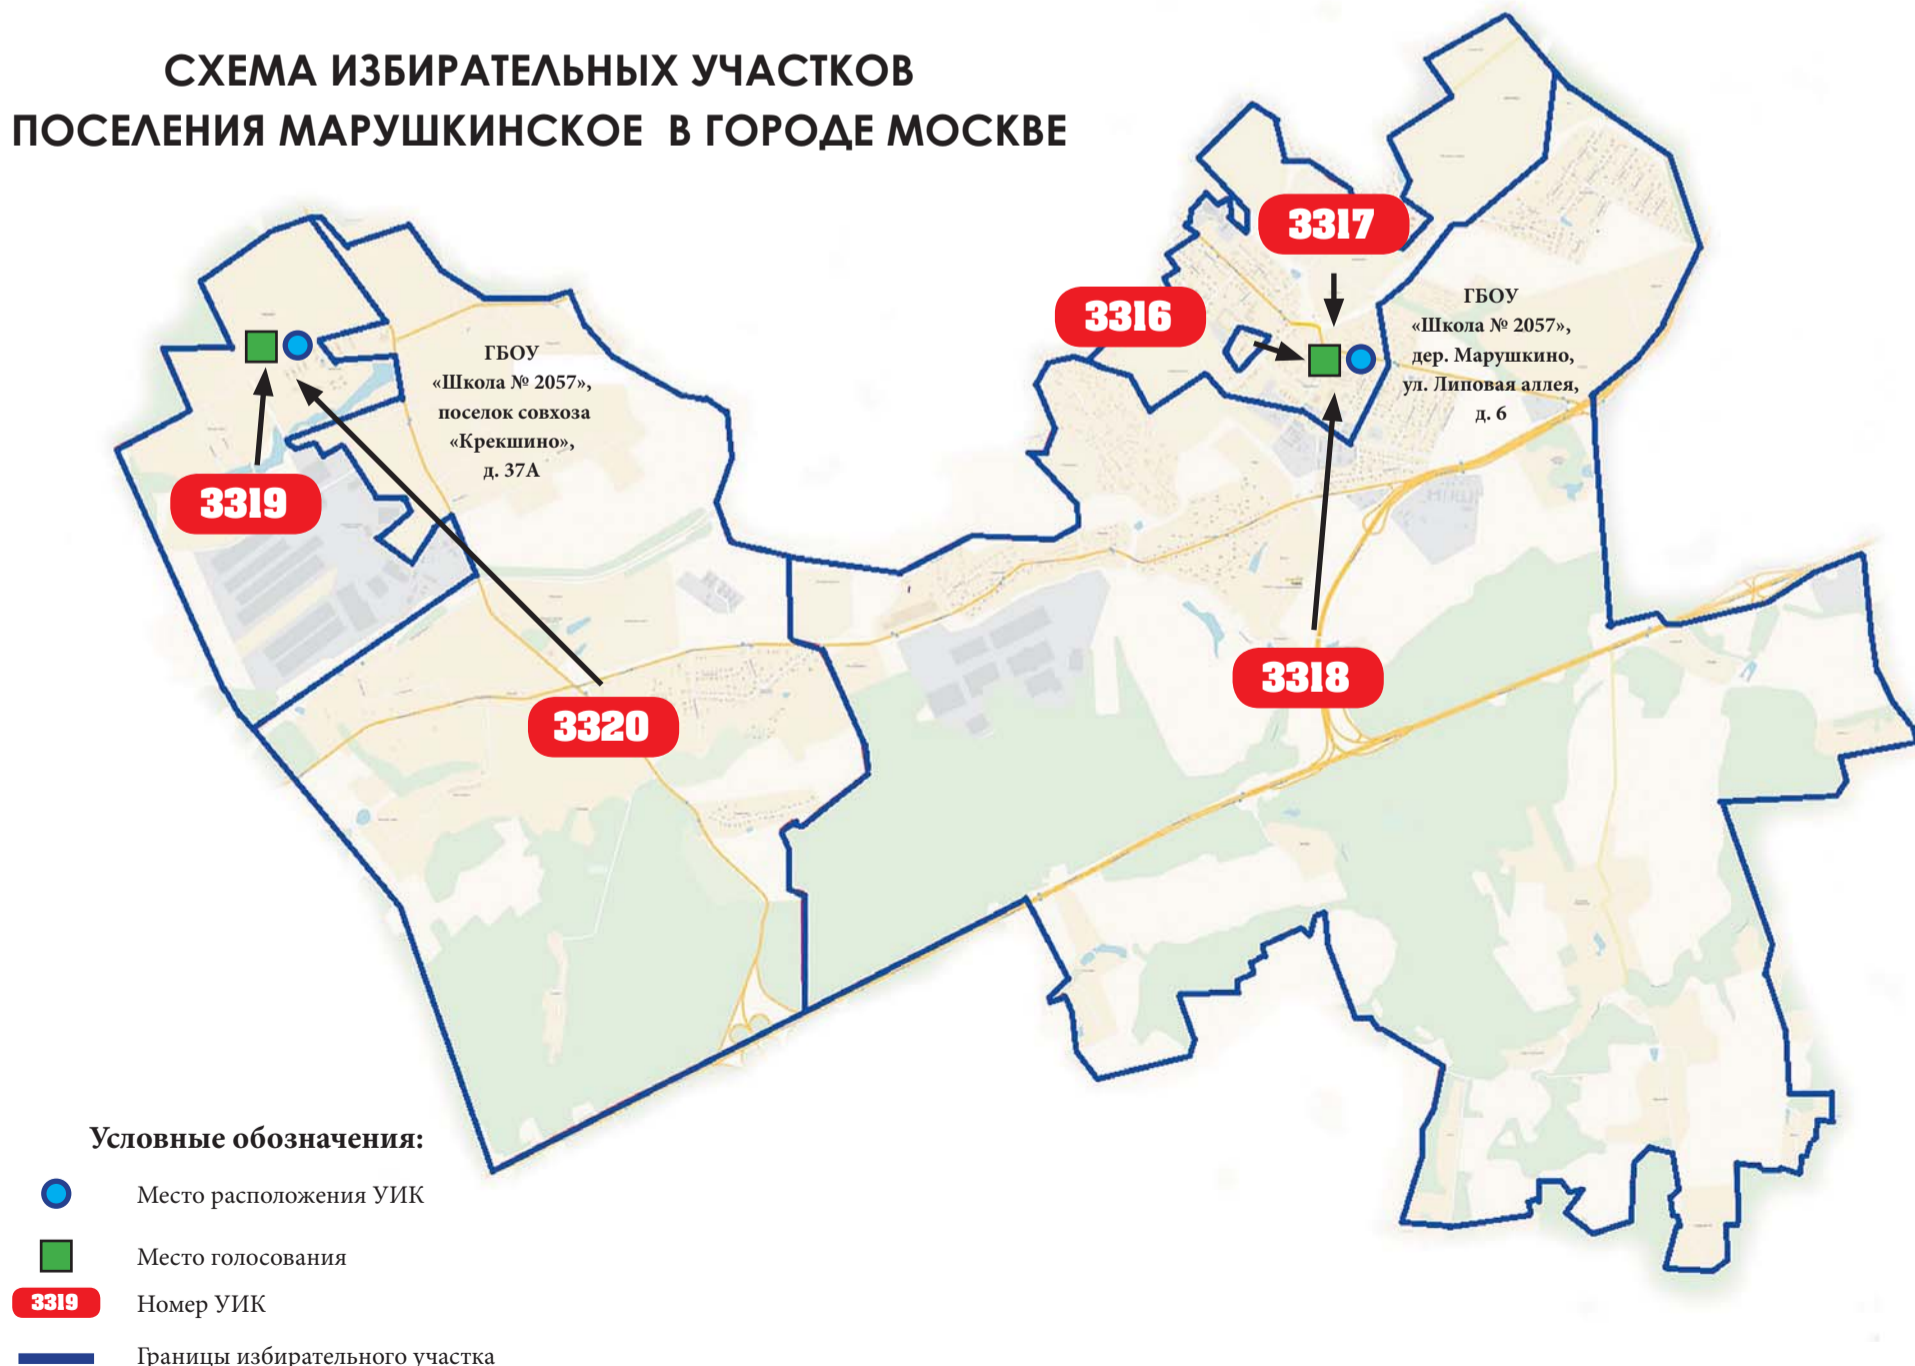 СХЕМА ИЗБИРАТЕЛЬНЫХ УЧАСТКОВ
ПОСЕЛЕНИЯ МАРУШКИНСКОЕ В ГОРОДЕ МОСКВЕ
3317
3316
ГБОУ
«Школа № 2057»,
дер. Марушкино,
ул. Липовая аллея,
д. 6
ГБОУ
«Школа № 2057»,
поселок совхоза
«Крекшино»,
д. 37А
3319
3318
3320
Условные обозначения:
Место расположения УИК
Место голосования
3319 Номер УИК
Границы избирательного участка